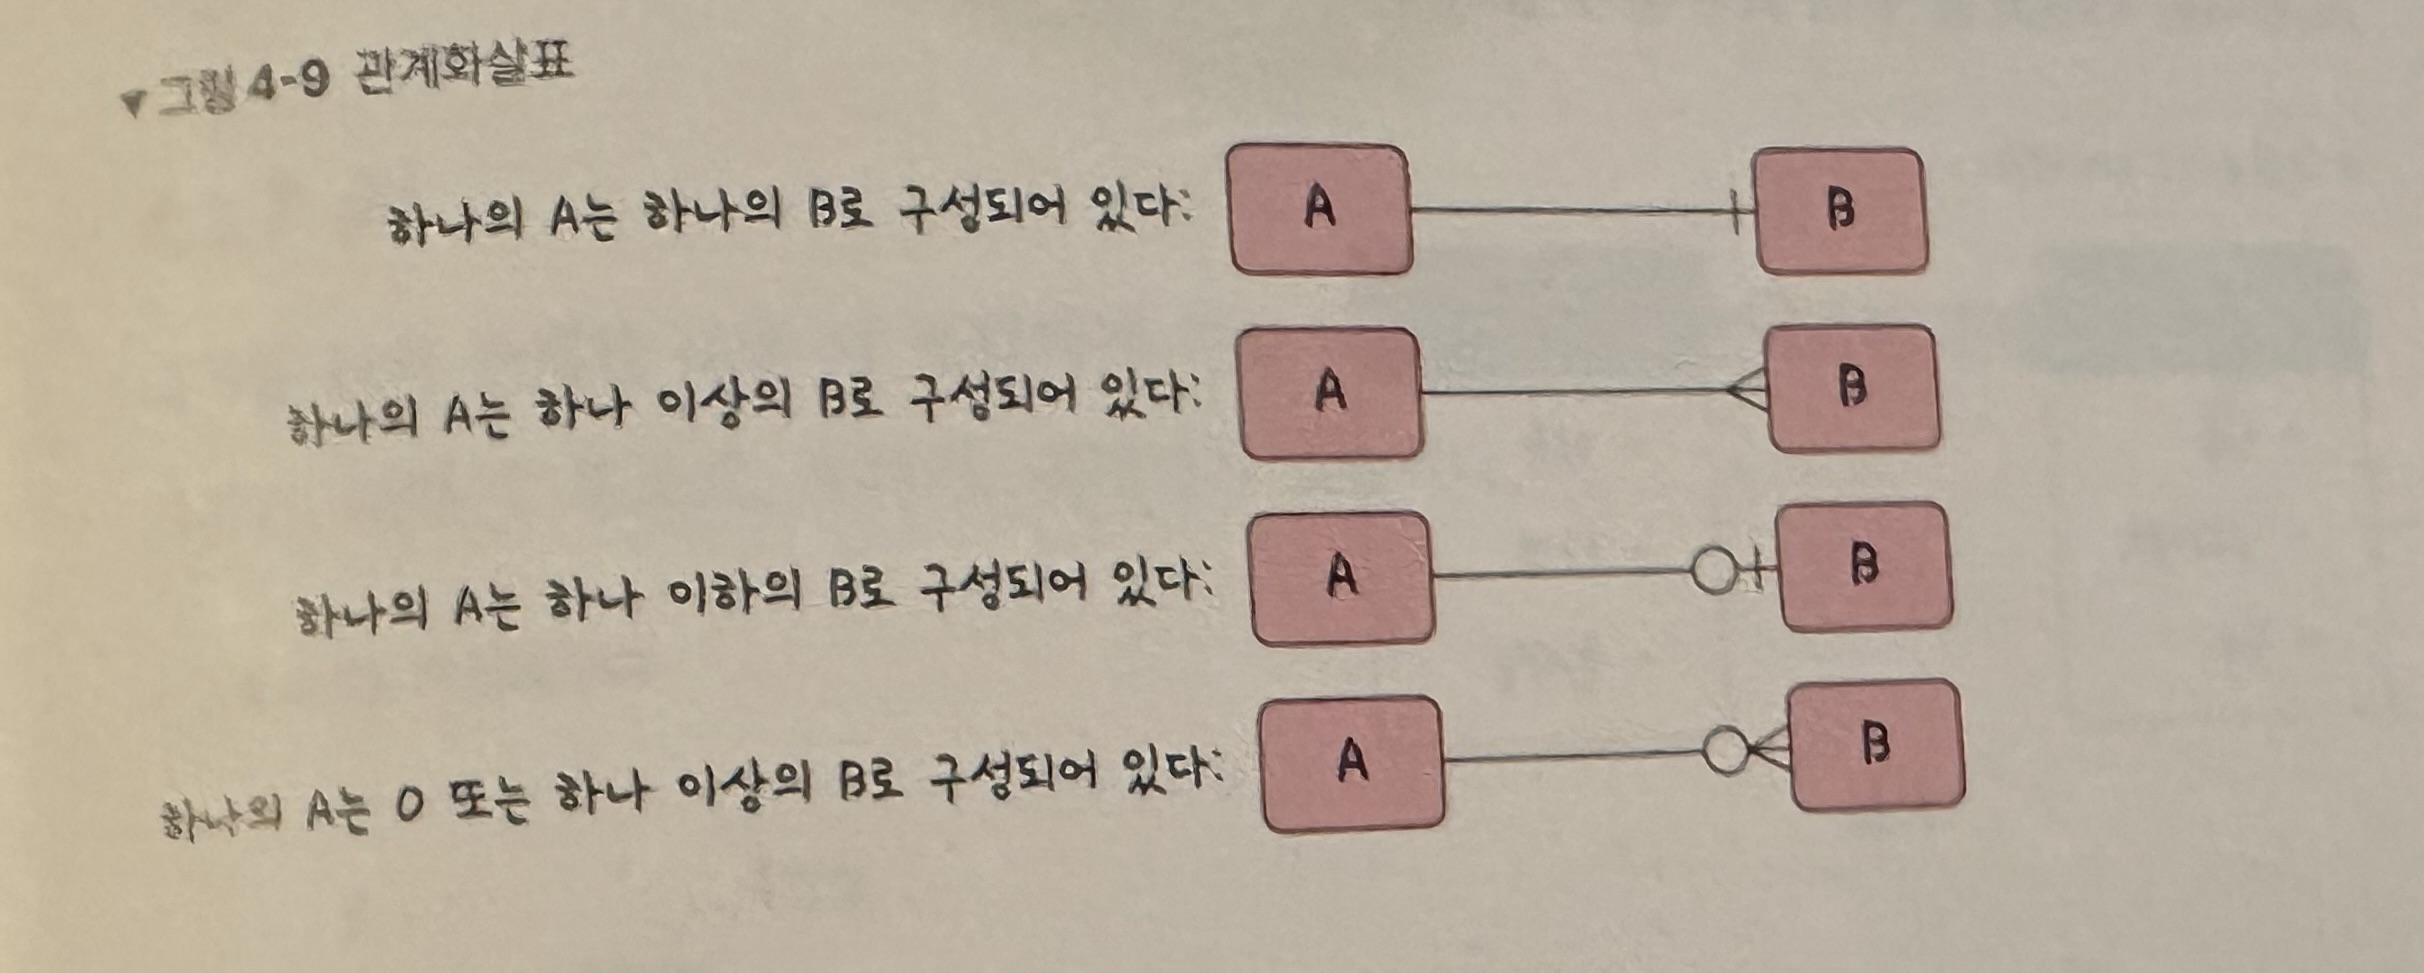 ▼ 그림 4-9 관계화살표
하나의 A는 하나의 B로 구성되어 있다: A B
하나의 A는 하나 이상의 B로 구성되어 있다: A B
하나의 A는 하나 이하의 B로 구성되어 있다: A B
하나의 A는 0 또는 하나 이상의 B로 구성되어 있다: A B